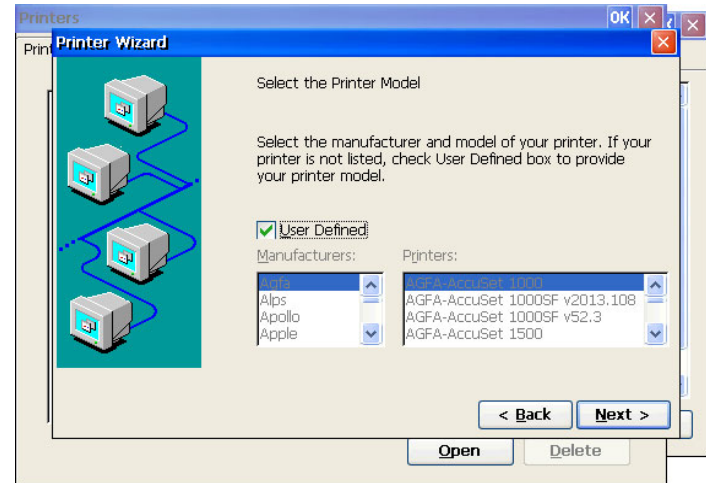 Printers
OK
Print
Printer Wizard
Select the Printer Model
Select the manufacturer and model of your printer. If your
printer is not listed, check User Defined box to provide
your printer model.
User Defined
Manufacturers:
Printers:
Agfa
Alps
Apollo
Apple
AGFA-AccuSet 1000
AGFA-AccuSet 1000SF v2013.108
AGFA-AccuSet 1000SF v52.3
AGFA-AccuSet 1500
< Back
Next >
Open
Delete